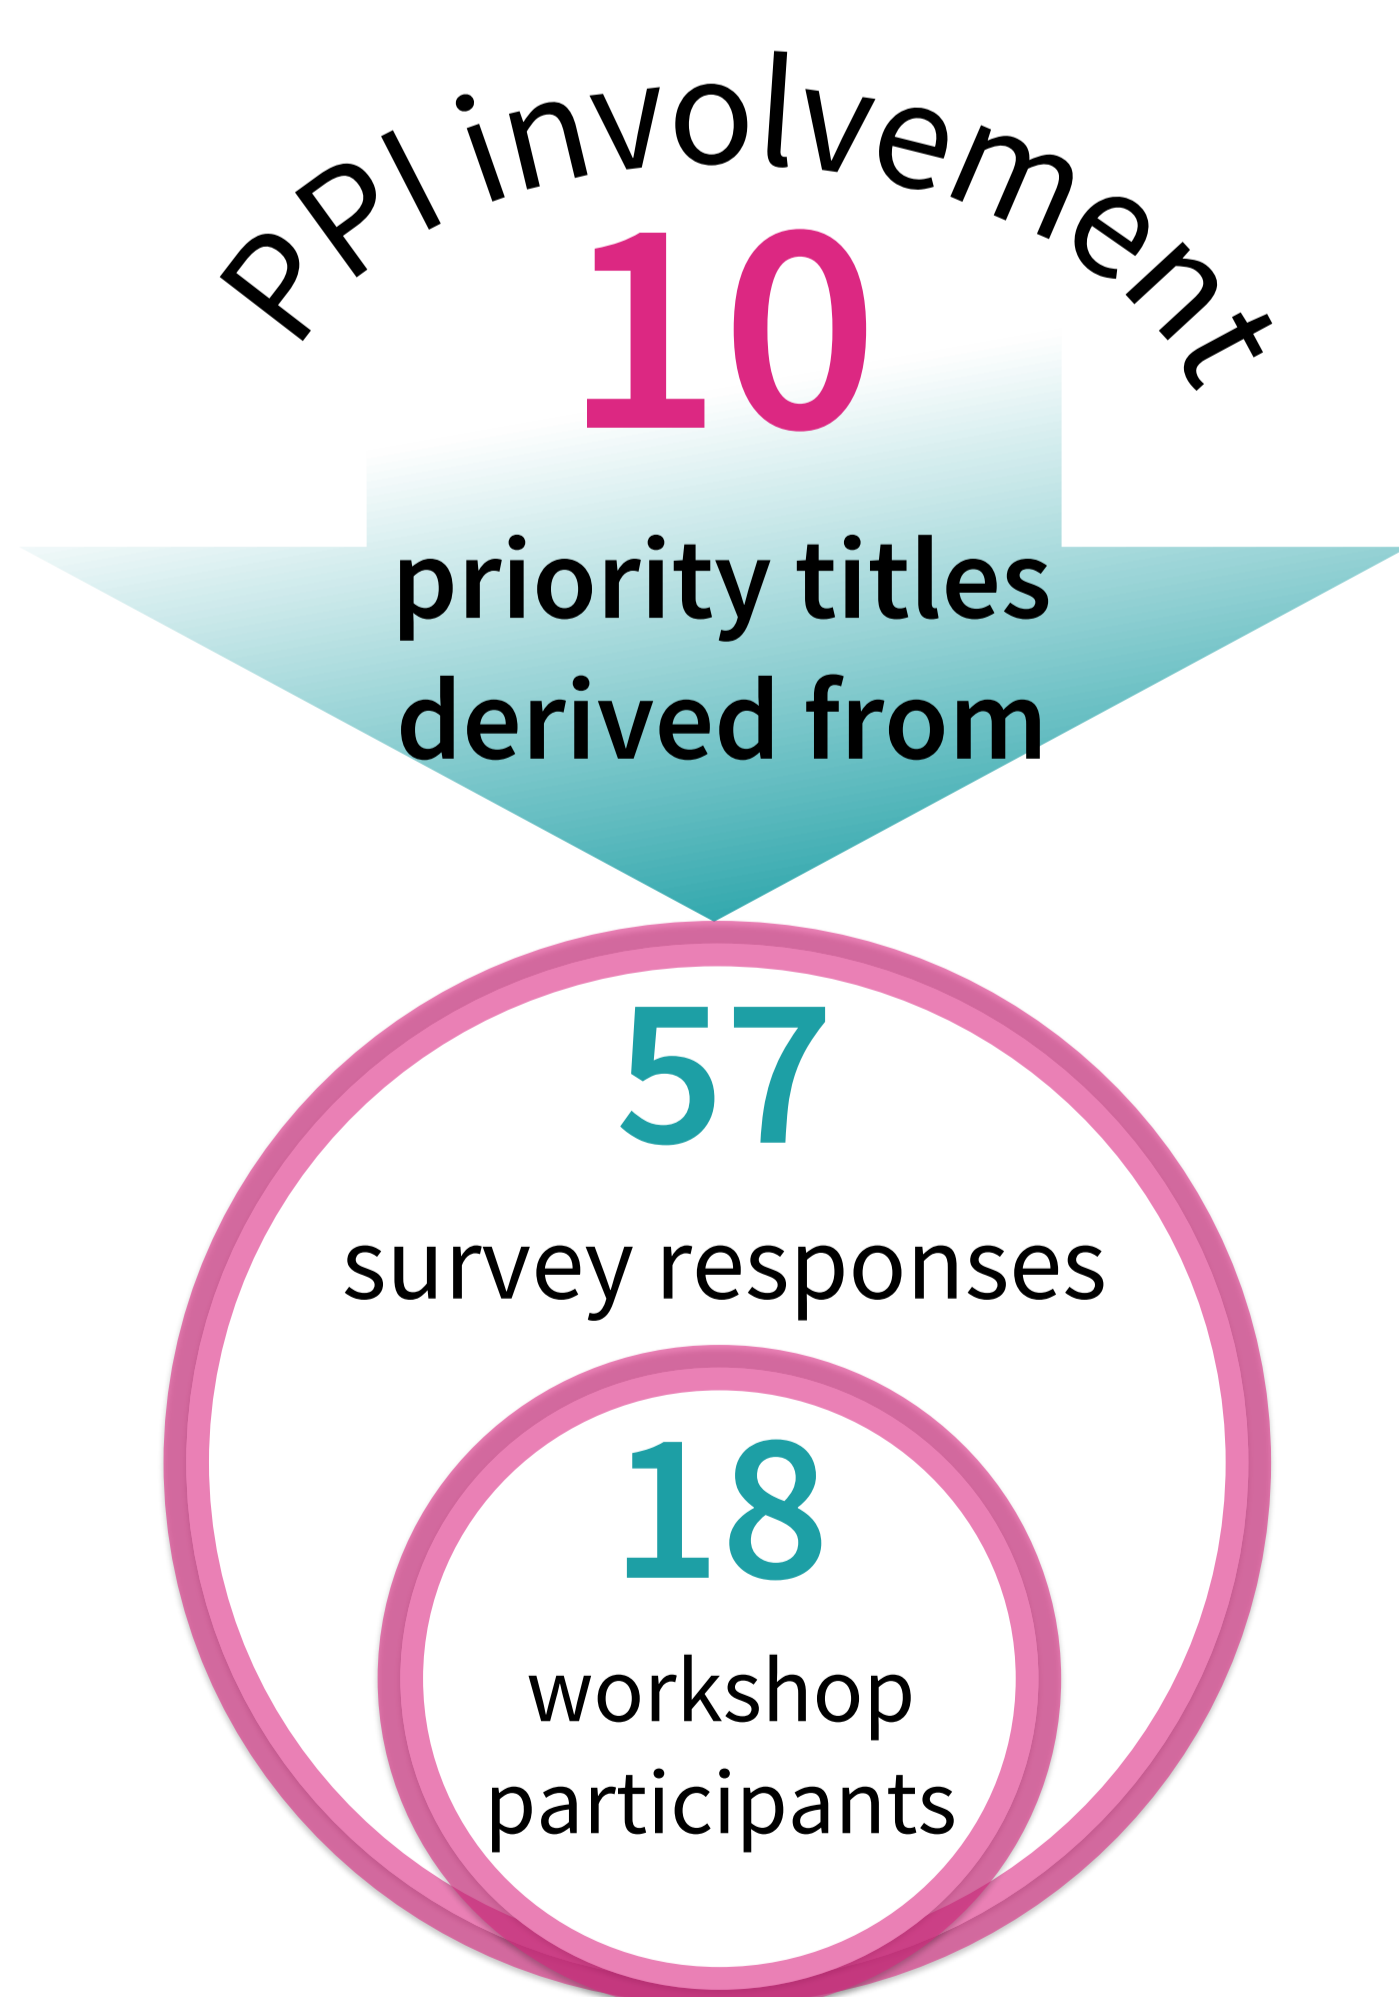 PPI involvement
10
priority titles
derived from
57
survey responses
18
workshop
participants